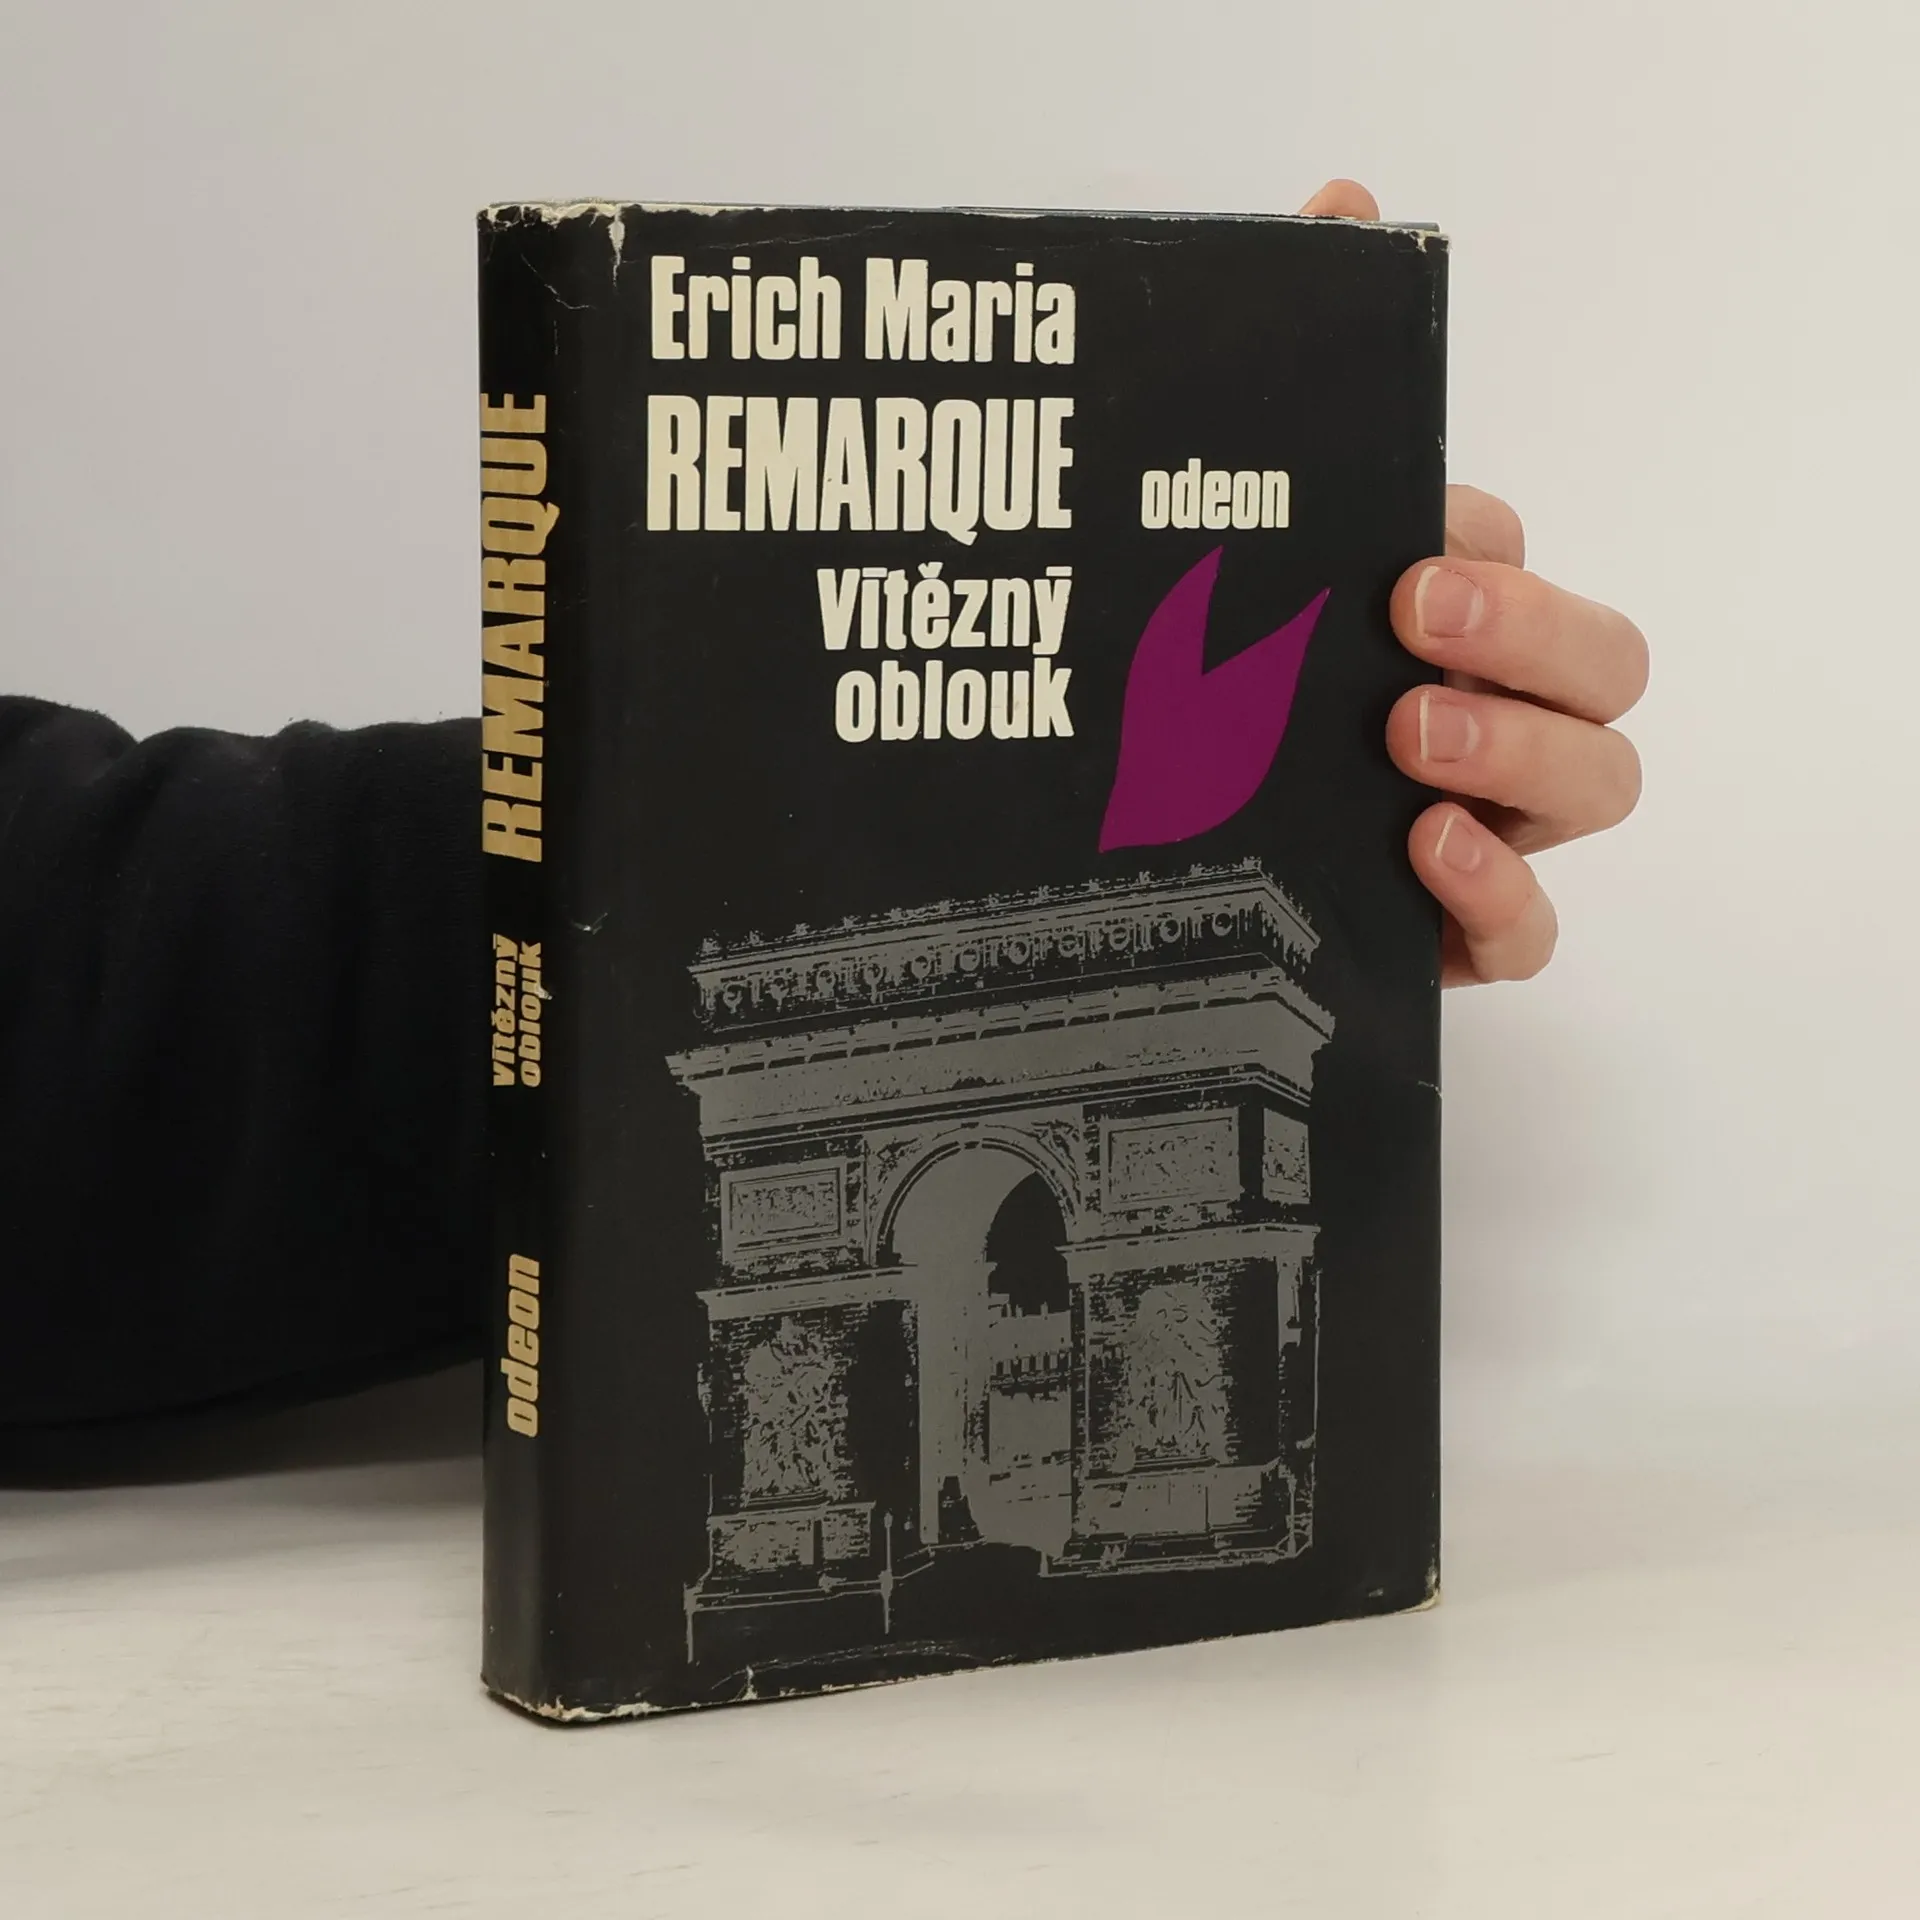 Erich Maria
REMARQUE
odeon
Vítězný
oblouk
REMARQUE
Vítězný
oblouk
odeon